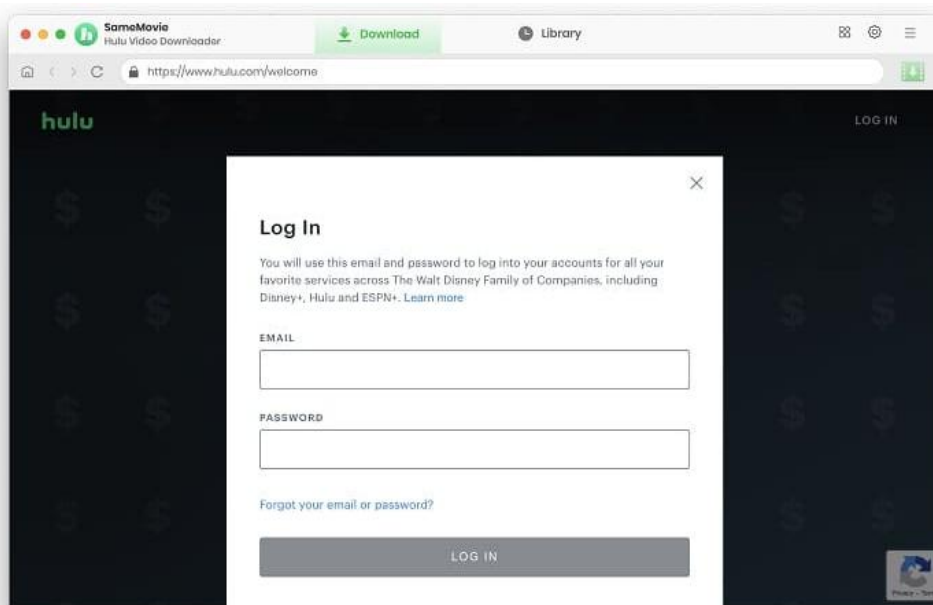 SameMovie
Hulu Video Downloader
Download
Library
https://www.hulu.com/welcome
hulu
LOG IN
Log In
You will use this email and password to log into your accounts for all your
favorite services across The Walt Disney Family of Companies, including
Disney+, Hulu and ESPN+. Learn more
EMAIL
PASSWORD
Forgot your email or password?
LOG IN
Privacy -